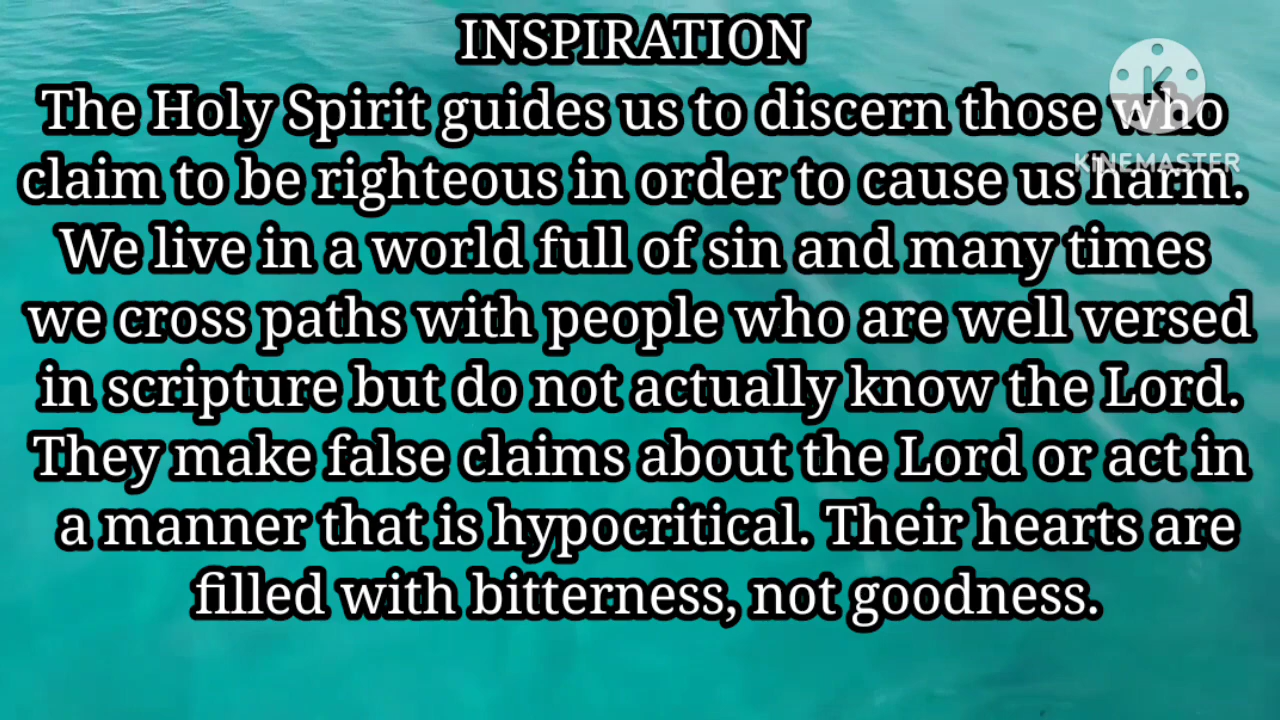 INSPIRATION
The Holy Spirit guides us to discern those who
claim to be righteous in order to cause us harm.
We live in a world full of sin and many times
we cross paths with people who are well versed
in scripture but do not actually know the Lord.
They make false claims about the Lord or act in
a manner that is hypocritical. Their hearts are
filled with bitterness, not goodness.
K
KINEMASTER